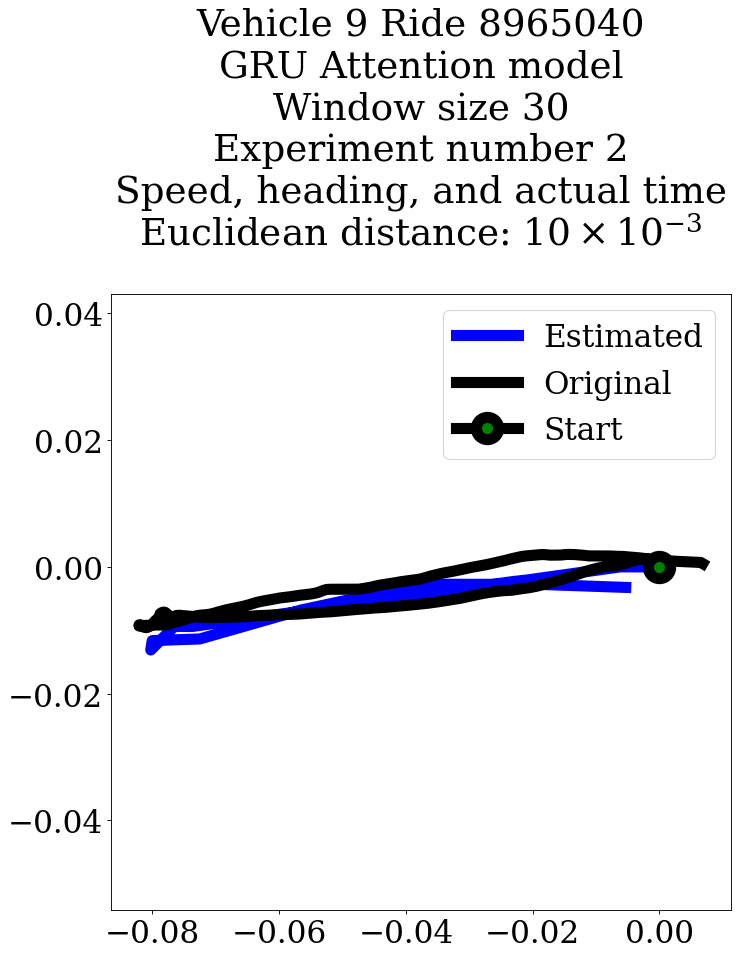 Vehicle 9 Ride 8965040
GRU Attention model
Window size 30
Experiment number 2
Speed, heading, and actual time
Euclidean distance: 10 × 10⁻³
Estimated
Original
Start
0.04
0.02
0.00
−0.02
−0.04
−0.08 −0.06 −0.04 −0.02 0.00